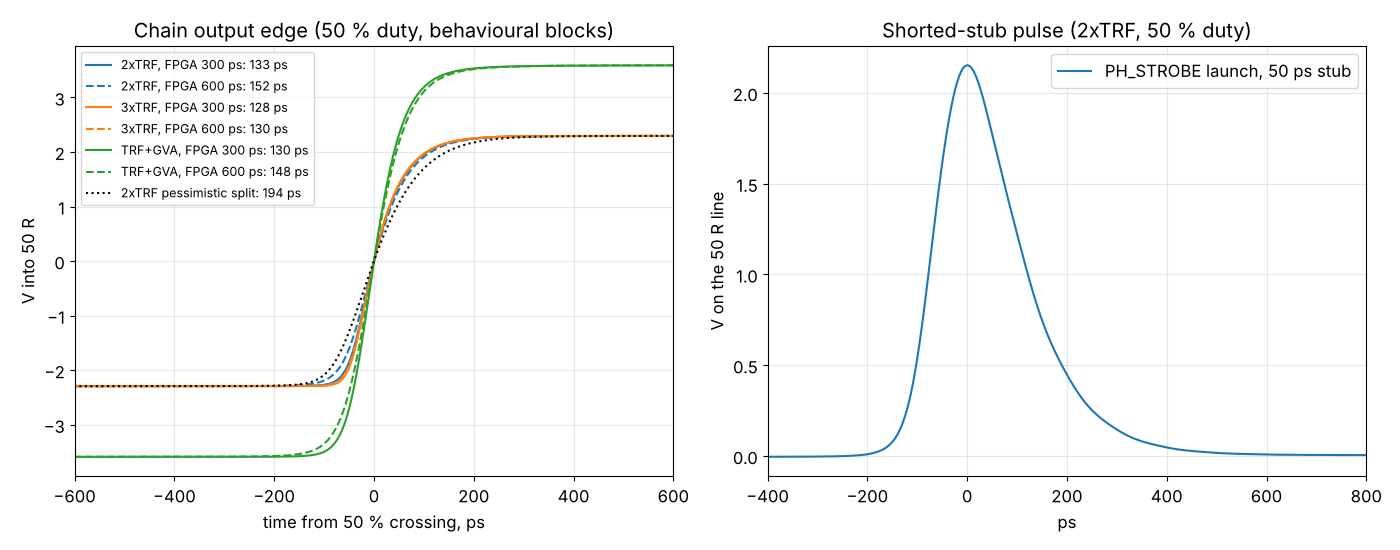 Chain output edge (50 % duty, behavioural blocks)
2xTRF, FPGA 300 ps: 133 ps
2xTRF, FPGA 600 ps: 152 ps
3xTRF, FPGA 300 ps: 128 ps
3xTRF, FPGA 600 ps: 130 ps
TRF+GVA, FPGA 300 ps: 130 ps
TRF+GVA, FPGA 600 ps: 148 ps
2xTRF pessimistic split: 194 ps
V into 50 R
3
2
1
0
−1
−2
−3
−600
−400
−200
0
200
400
600
time from 50 % crossing, ps
Shorted-stub pulse (2xTRF, 50 % duty)
PH_STROBE launch, 50 ps stub
V on the 50 R line
2.0
1.5
1.0
0.5
0.0
−400
−200
0
200
400
600
800
ps